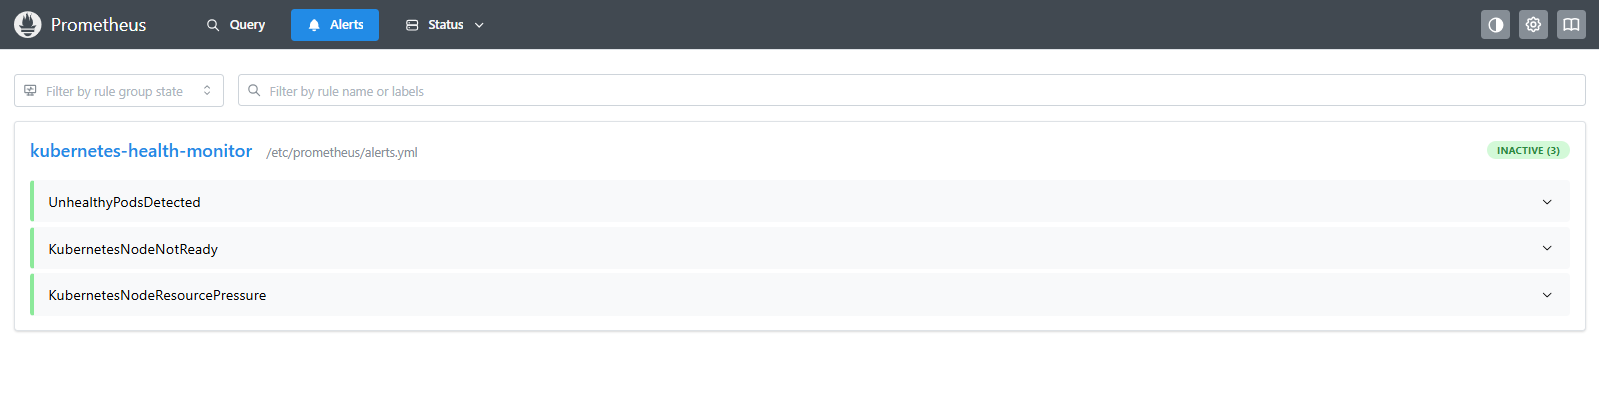 Prometheus Query Alerts Status
Filter by rule group state Filter by rule name or labels
kubernetes-health-monitor /etc/prometheus/alerts.yml INACTIVE (3)
UnhealthyPodsDetected
KubernetesNodeNotReady
KubernetesNodeResourcePressure